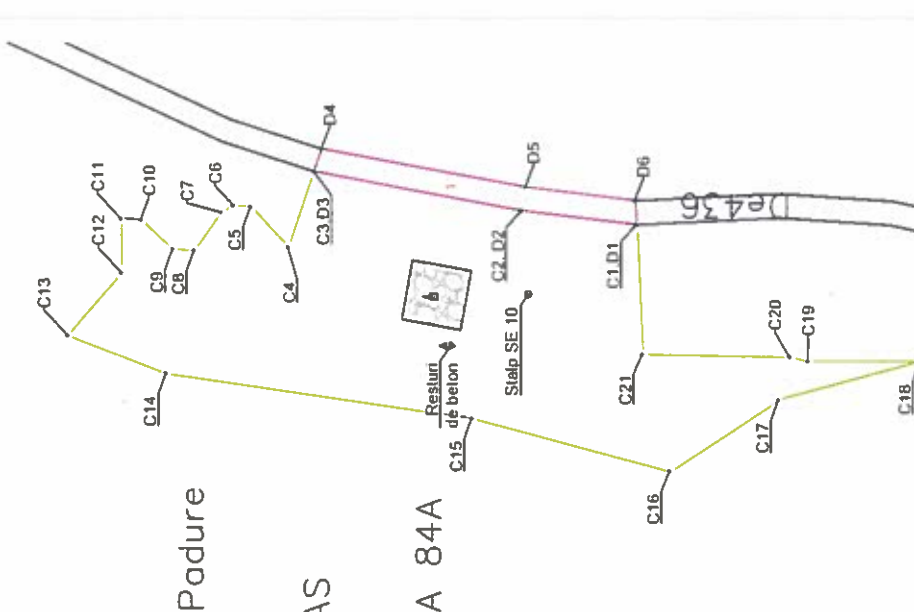 D4
C11
C6
C10
C7
C12
C5
C3.D3
C9
C8
C4
D5
C13
C2. D2
D6
C1.D1
De436
b
Stalp SE 10
Resturi
de beton
C14
C20
C19
C21
C15
C17
C18
C16
Padure
AS
A 84A